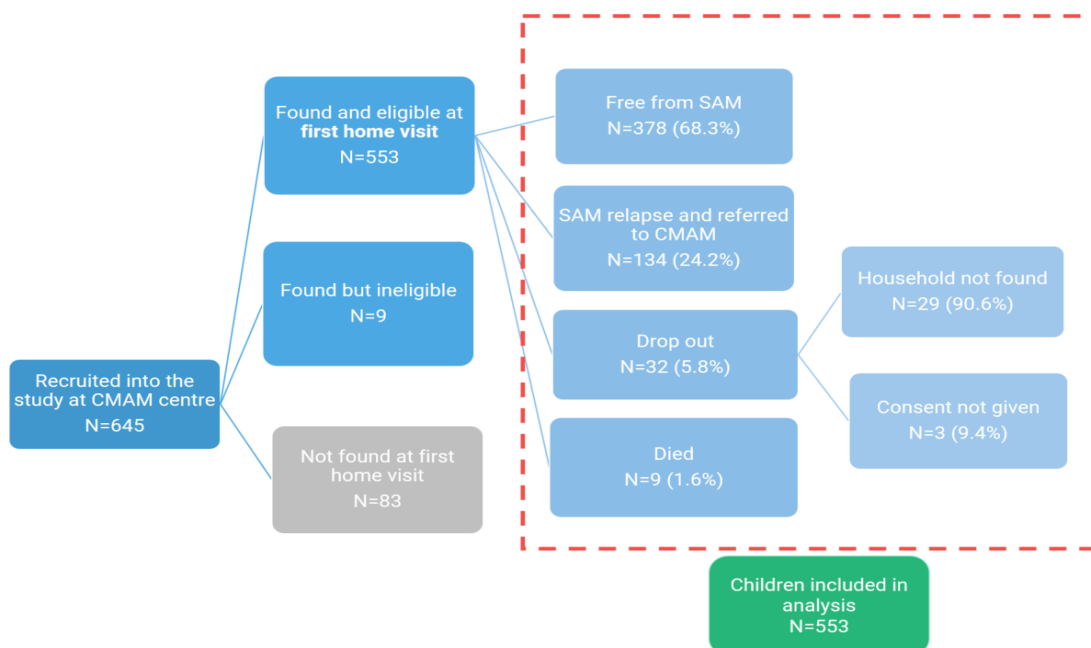 Recruited into the
study at CMAM centre
N=645
Found and eligible at
first home visit
N=553
Found but ineligible
N=9
Not found at first
home visit
N=83
Free from SAM
N=378 (68.3%)
SAM relapse and referred
to CMAM
N=134 (24.2%)
Drop out
N=32 (5.8%)
Died
N=9 (1.6%)
Household not found
N=29 (90.6%)
Consent not given
N=3 (9.4%)
Children included in
analysis
N=553